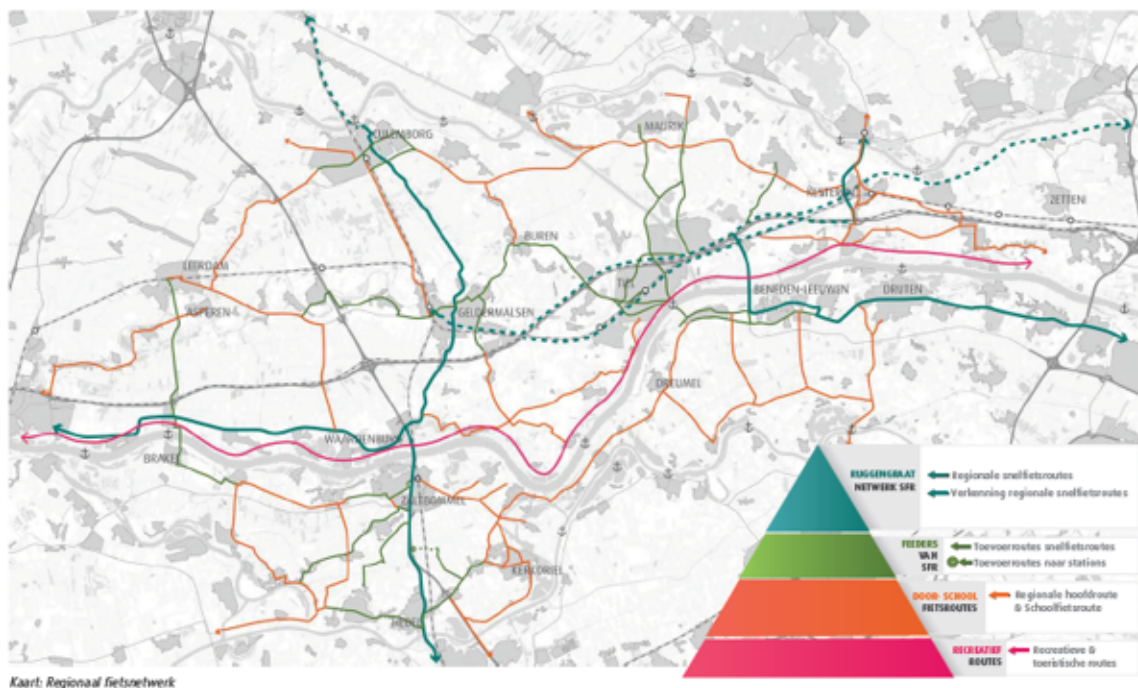 CULEMBORG
MAURIK
KESTEREN
ZETTEN
BUREN
LEERDAM
TIEL
BENEDEN-LEEUWEN
DRUTEN
ASPEREN
GELDERMALSEN
DREUMEL
WAARDENBURG
BRAKEL
ZALTBOMMEL
KERKDRIEL
HEDEL
RUGGENGRAAT
NETWERK SFR
Regionale snelfietsroutes
Verkenning regionale snelfietsroutes
FEEDERS
VAN
SFR
Toevoerroutes snelfietsroutes
Toevoerroutes naar stations
DOOR- SCHOOL
FIETSROUTES
Regionale hoofdroute
& Schoolfietsroute
RECREATIEF
ROUTES
Recreatieve &
toeristische routes
Kaart: Regionaal fietsnetwerk